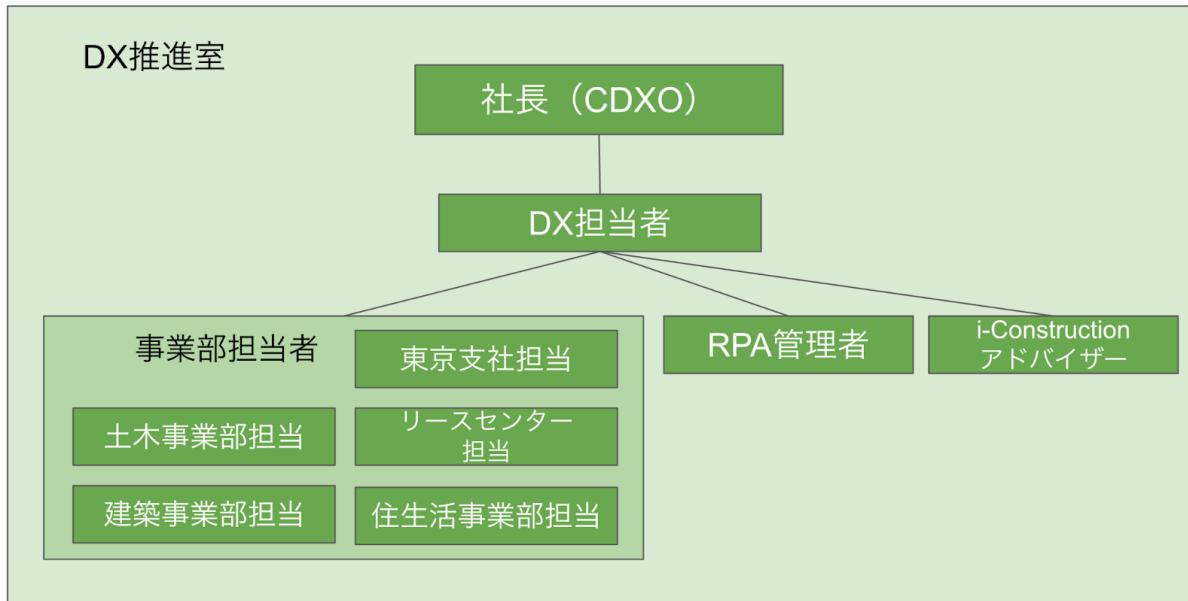 DX推進室
社長（CDXO）
DX担当者
事業部担当者
東京支社担当
土木事業部担当
リースセンター
担当
建築事業部担当
住生活事業部担当
RPA管理者
i-Construction
アドバイザー